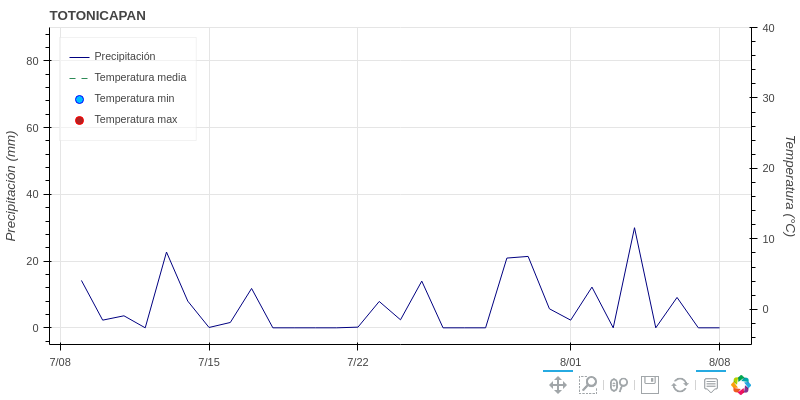 TOTONICAPAN
Precipitación
Temperatura media
Temperatura min
Temperatura max
Precipitación (mm)
80
60
40
20
0
Temperatura (°C)
40
30
20
10
0
7/08
7/15
7/22
8/01
8/08